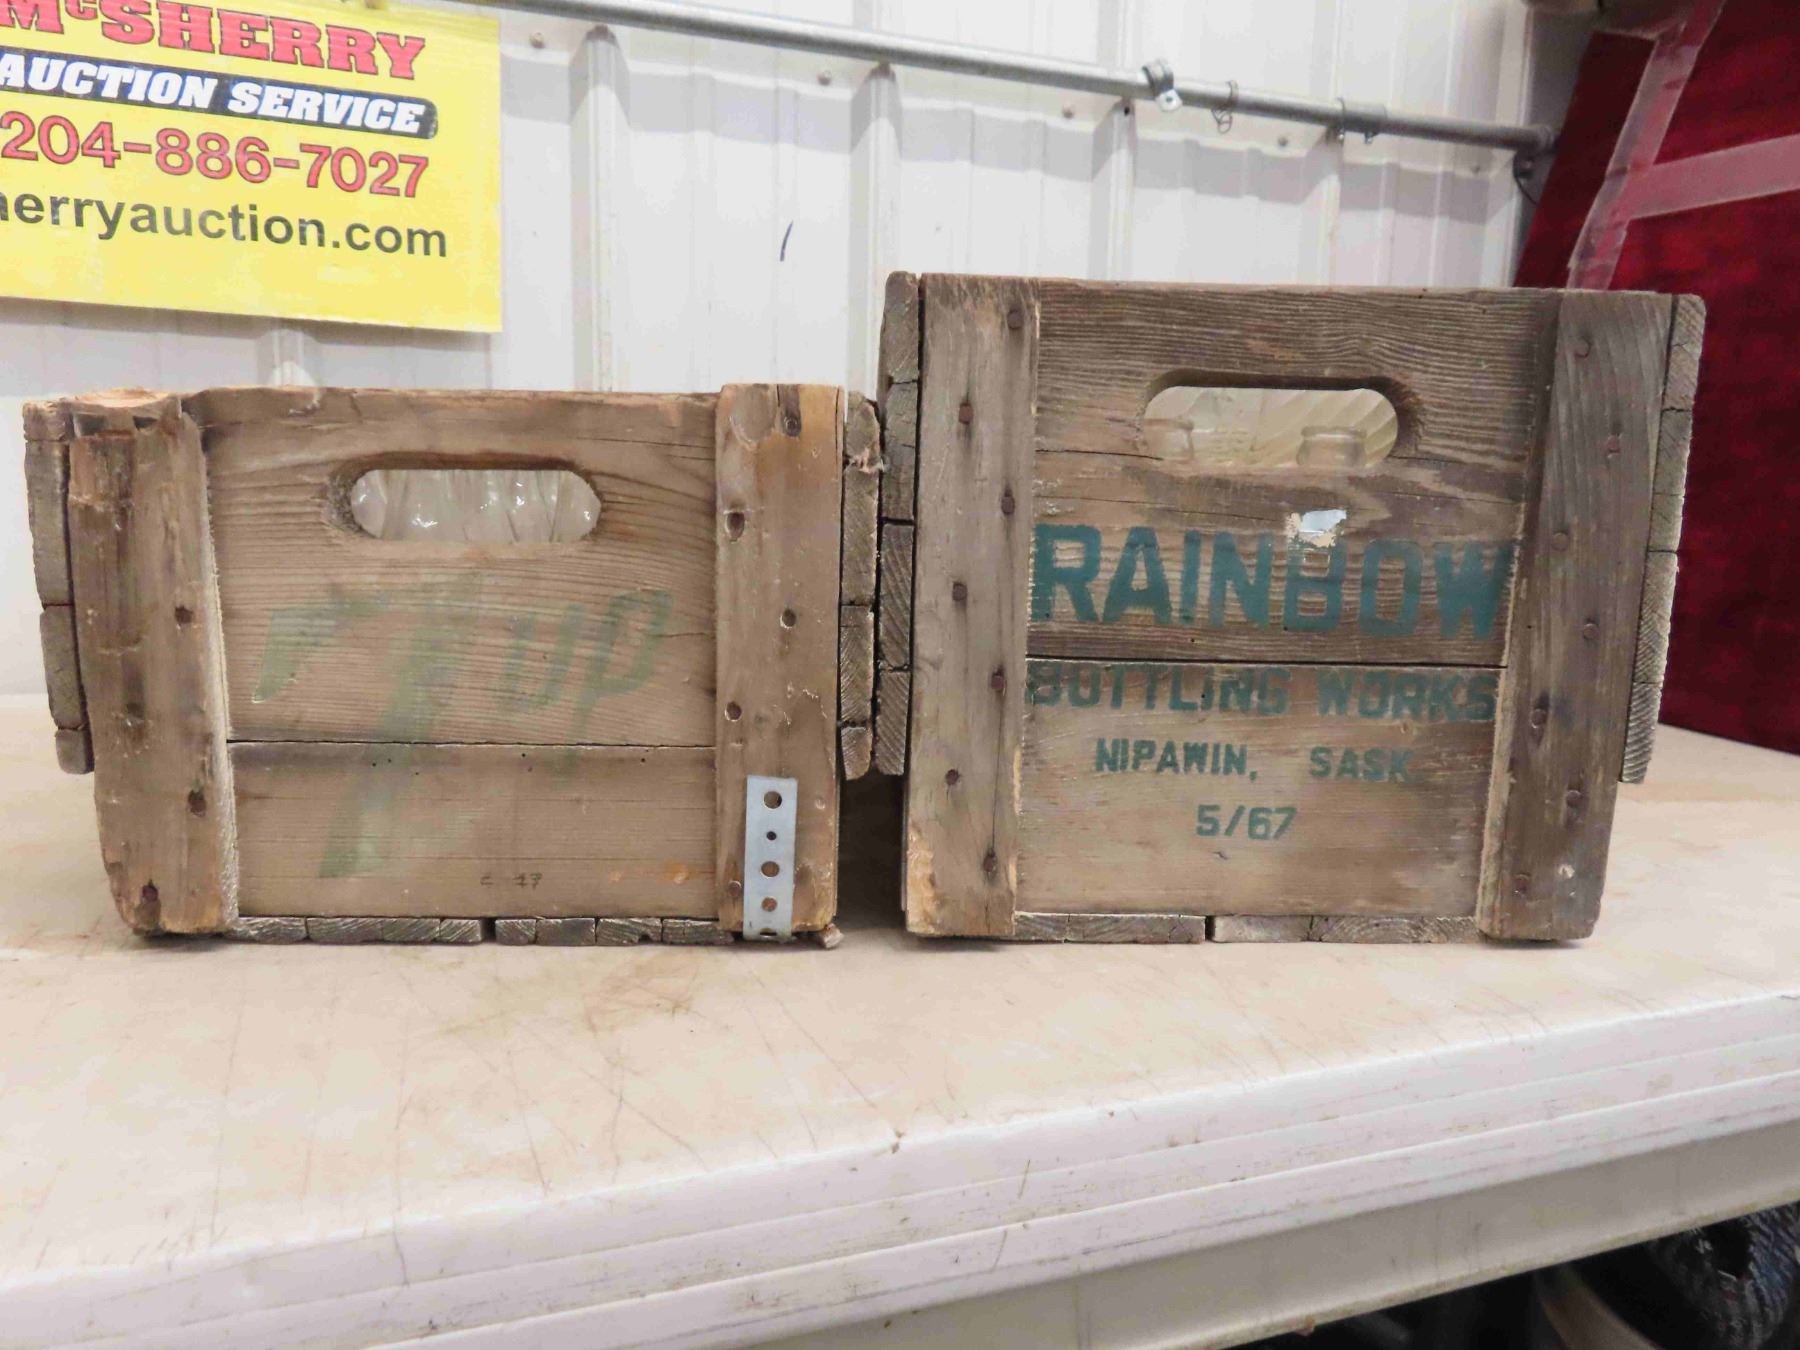 McSHERRY
AUCTION SERVICE
204-886-7027
herryauction.com
7up
RAINBOW
BOTTLING WORKS
NIPAWIN, SASK.
5/67